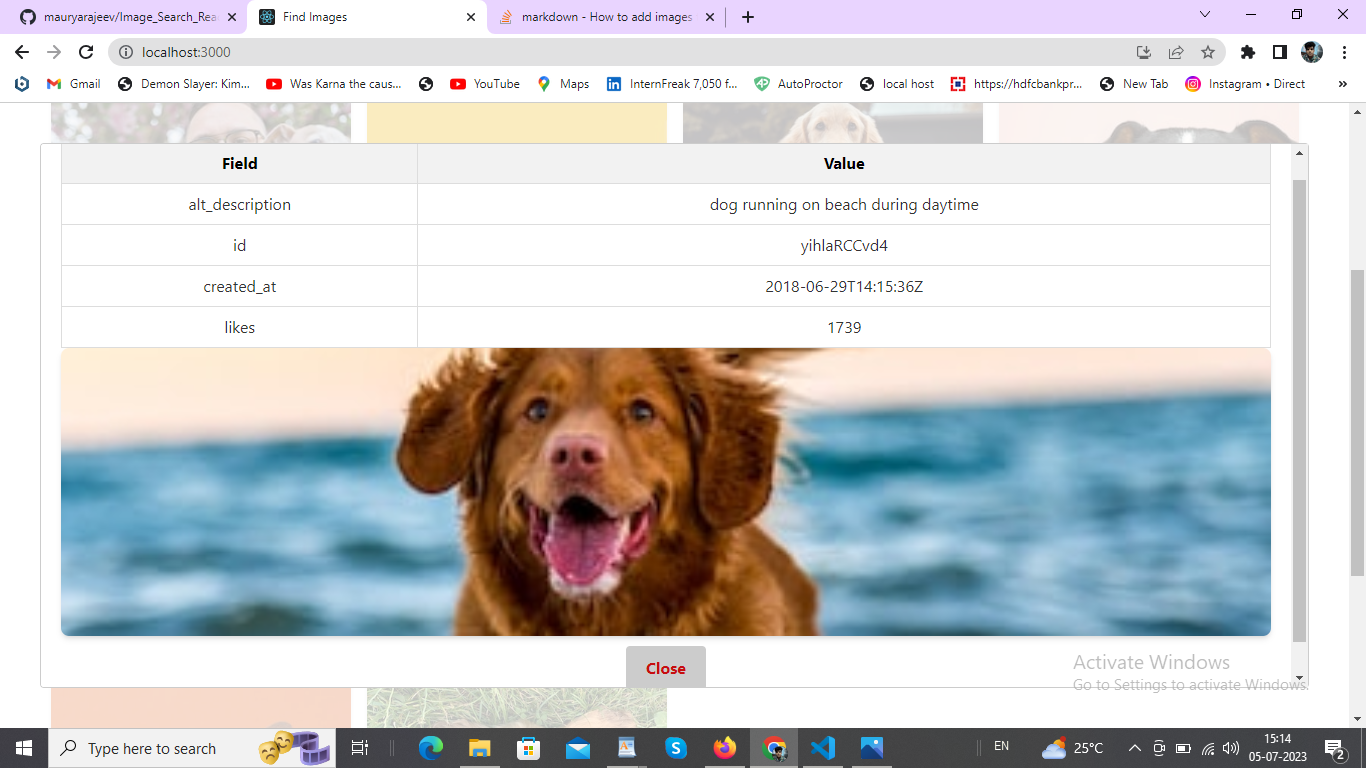 mauryarajeev/Image_Search_Rea
Find Images
markdown - How to add images
localhost:3000
Gmail
Demon Slayer: Kim...
Was Karna the caus...
YouTube
Maps
InternFreak 7,050 f...
AutoProctor
local host
https://hdfcbankpr...
New Tab
Instagram • Direct
»
Field Value
alt_description dog running on beach during daytime
id yihlaRCCvd4
created_at 2018-06-29T14:15:36Z
likes 1739
Close
Activate Windows
Go to Settings to activate Windows.
Type here to search
EN
25°C
15:14
05-07-2023
2